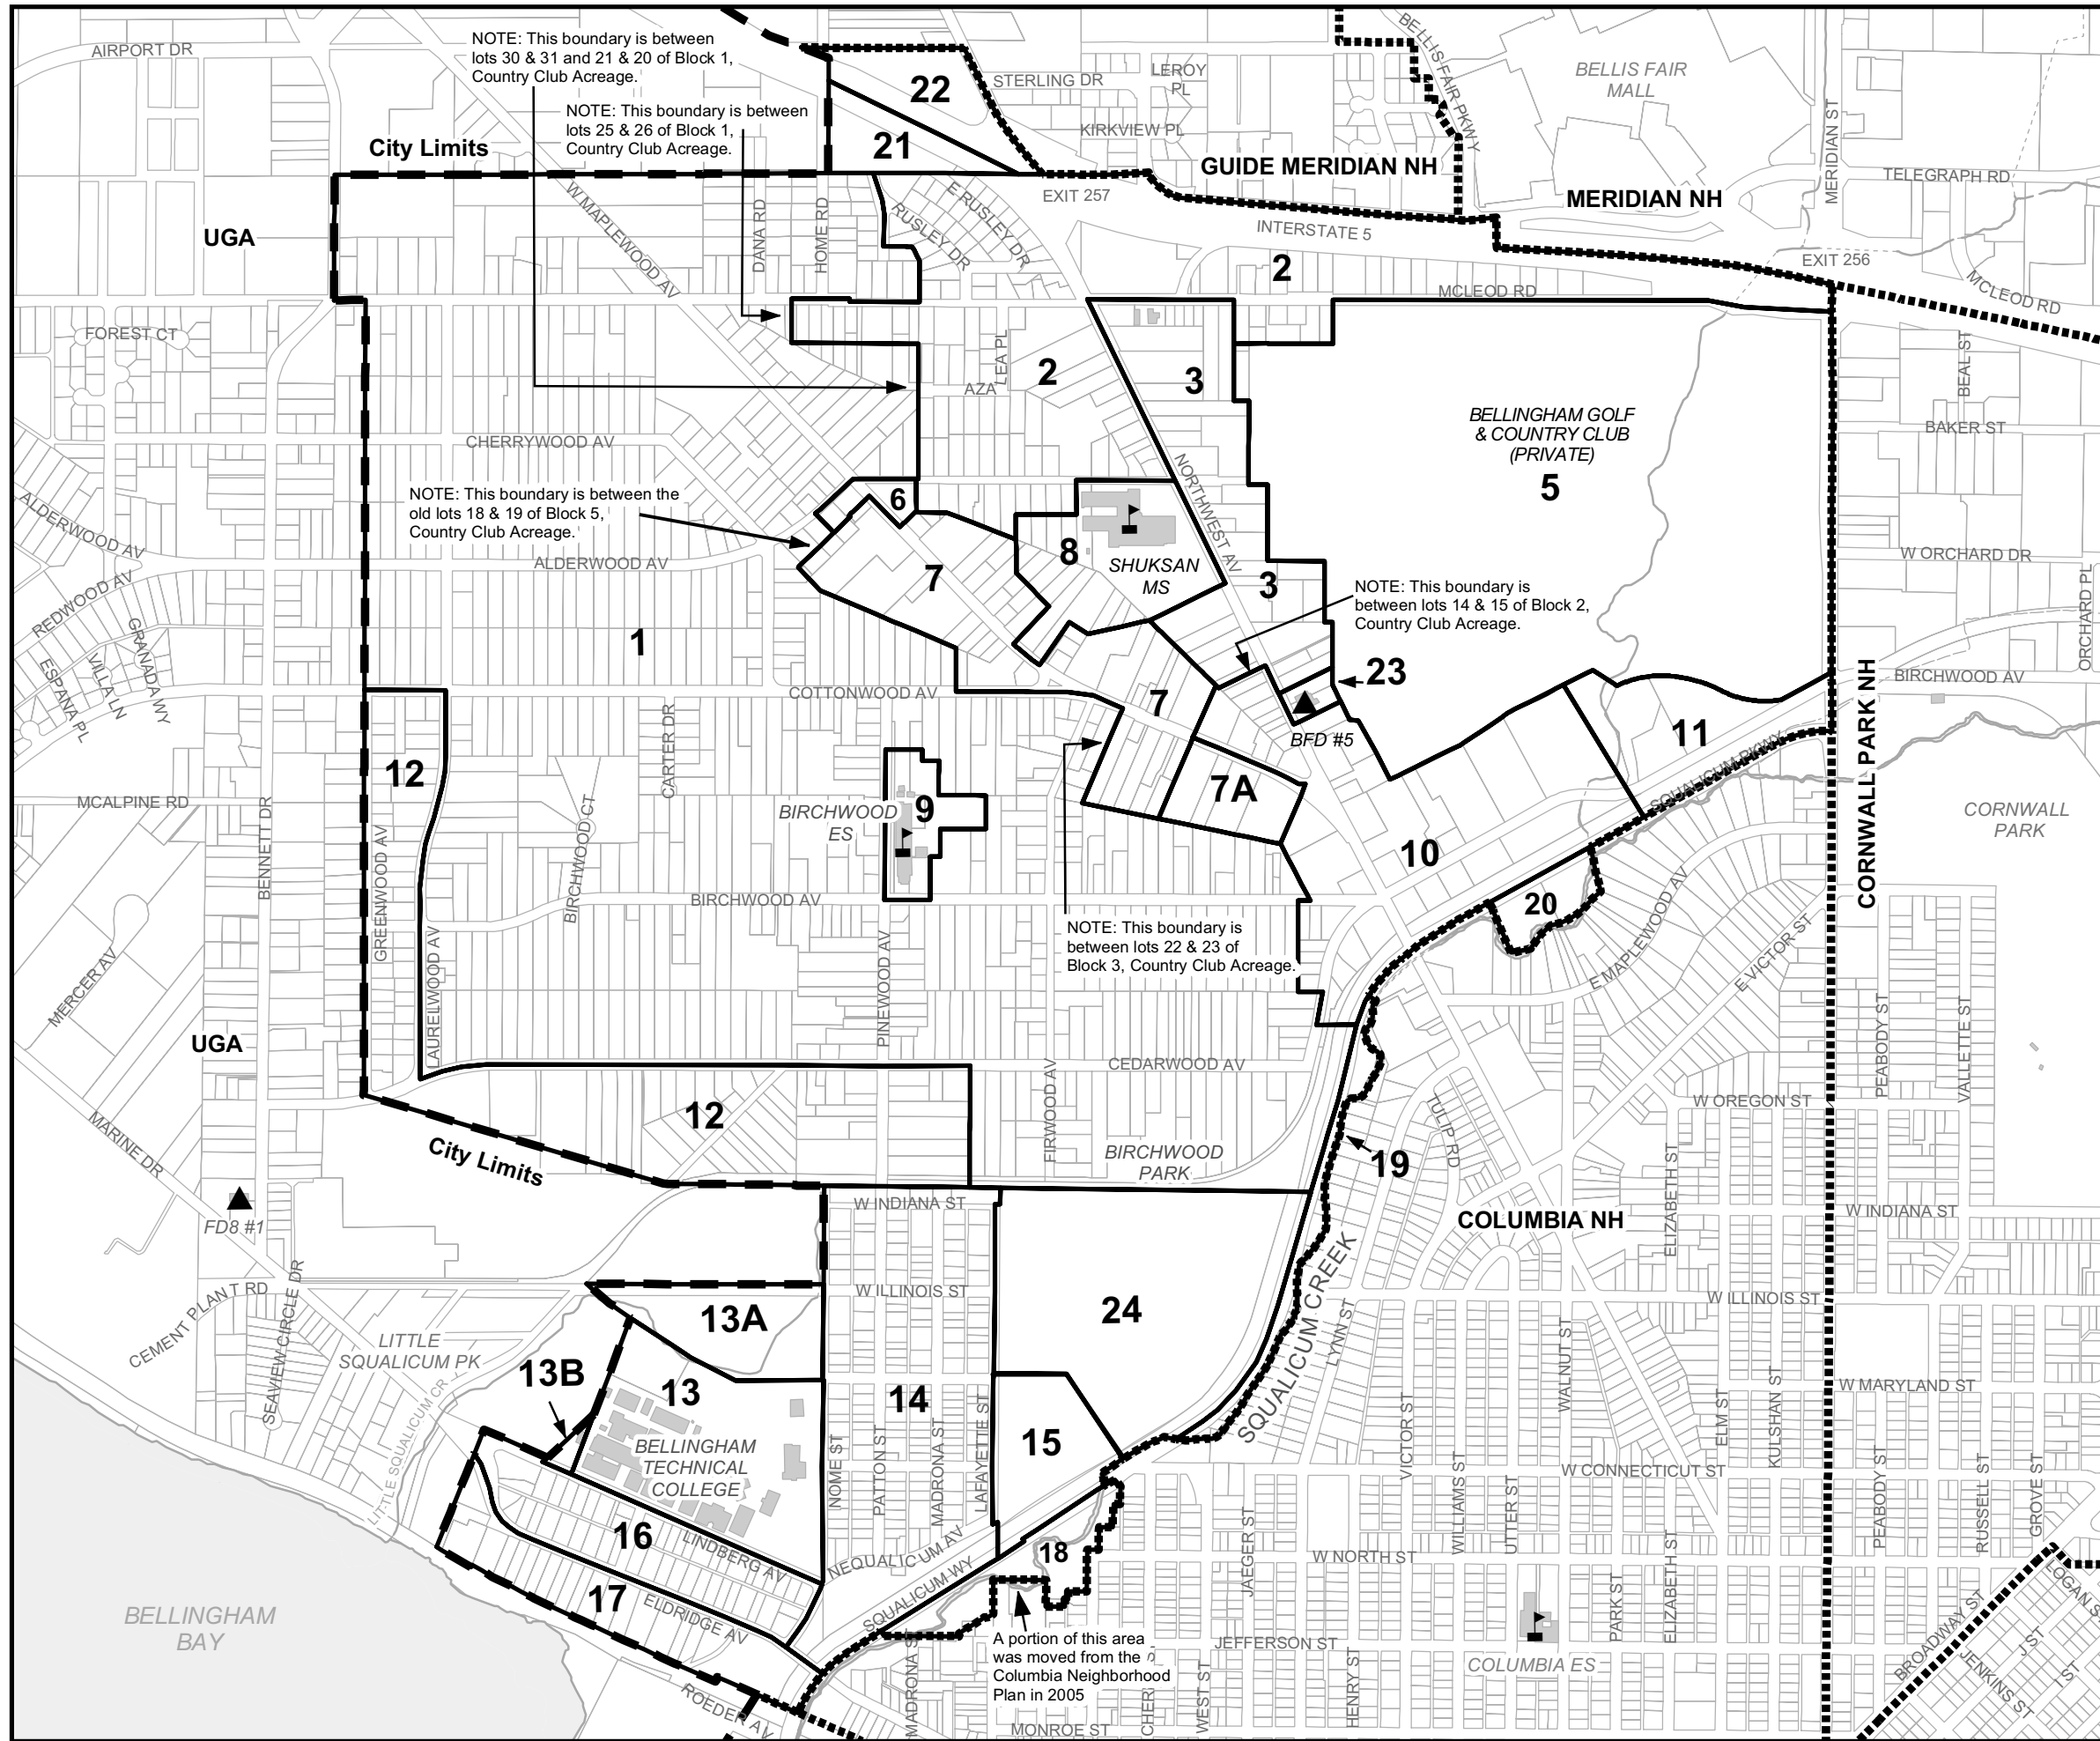 AIRPORT DR
NOTE: This boundary is between
lots 30 & 31 and 21 & 20 of Block 1,
Country Club Acreage.
NOTE: This boundary is between
lots 25 & 26 of Block 1,
Country Club Acreage.
City Limits
UGA
22
21
STERLING DR
LEROY
PL
KIRKVIEW PL
BELLIS FAIR PKWY
BELLIS FAIR
MALL
GUIDE MERIDIAN NH
MERIDIAN NH
MERIDIAN ST
TELEGRAPH RD
EXIT 257
INTERSTATE 5
EXIT 256
MCLEOD RD
MCLEOD RD
2
W MAPLEWOOD AV
DANA RD
HOME RD
RUSLEY DR
E RUSLEY DR
FOREST CT
LEA PL
AZA
2
3
BELLINGHAM GOLF
& COUNTRY CLUB
(PRIVATE)
5
BEAL ST
BAKER ST
CHERRYWOOD AV
NORTHWEST AV
NOTE: This boundary is between the
old lots 18 & 19 of Block 5,
Country Club Acreage.
6
ALDERWOOD AV
ALDERWOOD AV
7
8
SHUKSAN
MS
3
W ORCHARD DR
ORCHARD PL
REDWOOD AV
GRANADA WY
VILLA LN
ESPANA PL
1
NOTE: This boundary is
between lots 14 & 15 of Block 2,
Country Club Acreage.
23
BIRCHWOOD AV
CORNWALL PARK NH
COTTONWOOD AV
7
BFD #5
11
SQUALICUM PKWY
12
CARTER DR
MCALPINE RD
BENNETT DR
GREENWOOD AV
BIRCHWOOD CT
BIRCHWOOD
ES
9
7A
CORNWALL
PARK
10
BIRCHWOOD AV
20
E MAPLEWOOD AV
E VICTOR ST
MERCER AV
LAURELWOOD AV
PINEWOOD AV
NOTE: This boundary is
between lots 22 & 23 of
Block 3, Country Club Acreage.
UGA
CEDARWOOD AV
PEABODY ST
VALLETTE ST
12
FIRWOOD AV
BIRCHWOOD
PARK
TULIP RD
W OREGON ST
MARINE DR
City Limits
19
ELIZABETH ST
FD8 #1
W INDIANA ST
COLUMBIA NH
W INDIANA ST
CEMENT PLANT RD
SEAVIEW CIRCLE DR
LITTLE
SQUALICUM PK
LITTLE SQUALICUM CR
13A
W ILLINOIS ST
24
SQUALICUM CREEK
LYNN ST
W ILLINOIS ST
13B
13
14
WALNUT ST
ELM ST
KULSHAN ST
W MARYLAND ST
BELLINGHAM
TECHNICAL
COLLEGE
NOME ST
PATTON ST
MADRONA ST
LAFAYETTE ST
15
VICTOR ST
WILLIAMS ST
UTTER ST
W CONNECTICUT ST
PEABODY ST
RUSSELL ST
GROVE ST
16
LINDBERG AV
NEQUALICUM AV
SQUALICUM WY
18
JAEGER ST
W NORTH ST
17
ELDRIDGE AV
BELLINGHAM
BAY
A portion of this area
was moved from the
Columbia Neighborhood
Plan in 2005
JEFFERSON ST
COLUMBIA ES
PARK ST
ELIZABETH ST
BROADWAY ST
LOGAN S
J ST
I ST
JENKINS ST
ROEDER AV
MADRONA S
MONROE ST
CHER
WEST ST
HENRY ST